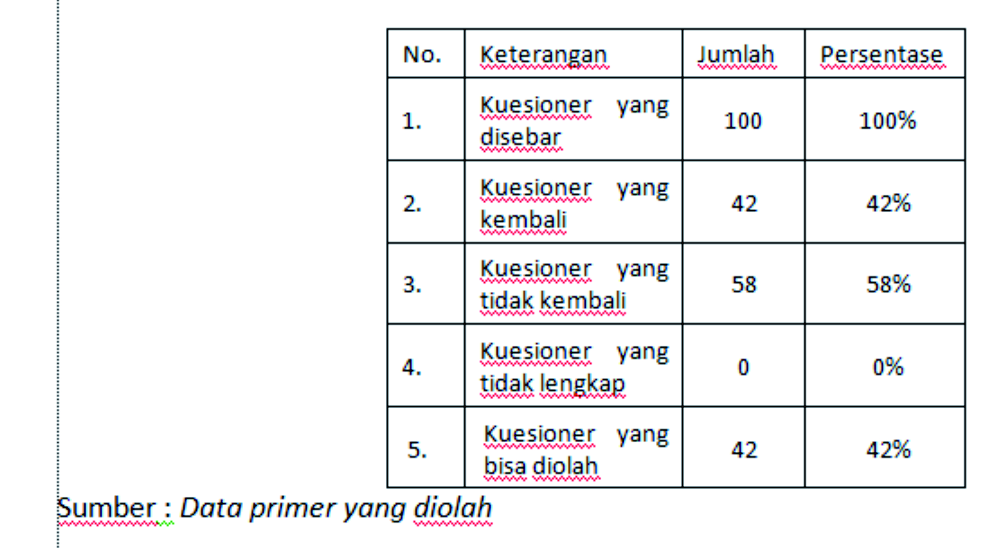 No. Keterangan Jumlah Persentase
1. Kuesioner yang disebar 100 100%
2. Kuesioner yang kembali 42 42%
3. Kuesioner yang tidak kembali 58 58%
4. Kuesioner yang tidak lengkap 0 0%
5. Kuesioner yang bisa diolah 42 42%
Sumber : Data primer yang diolah